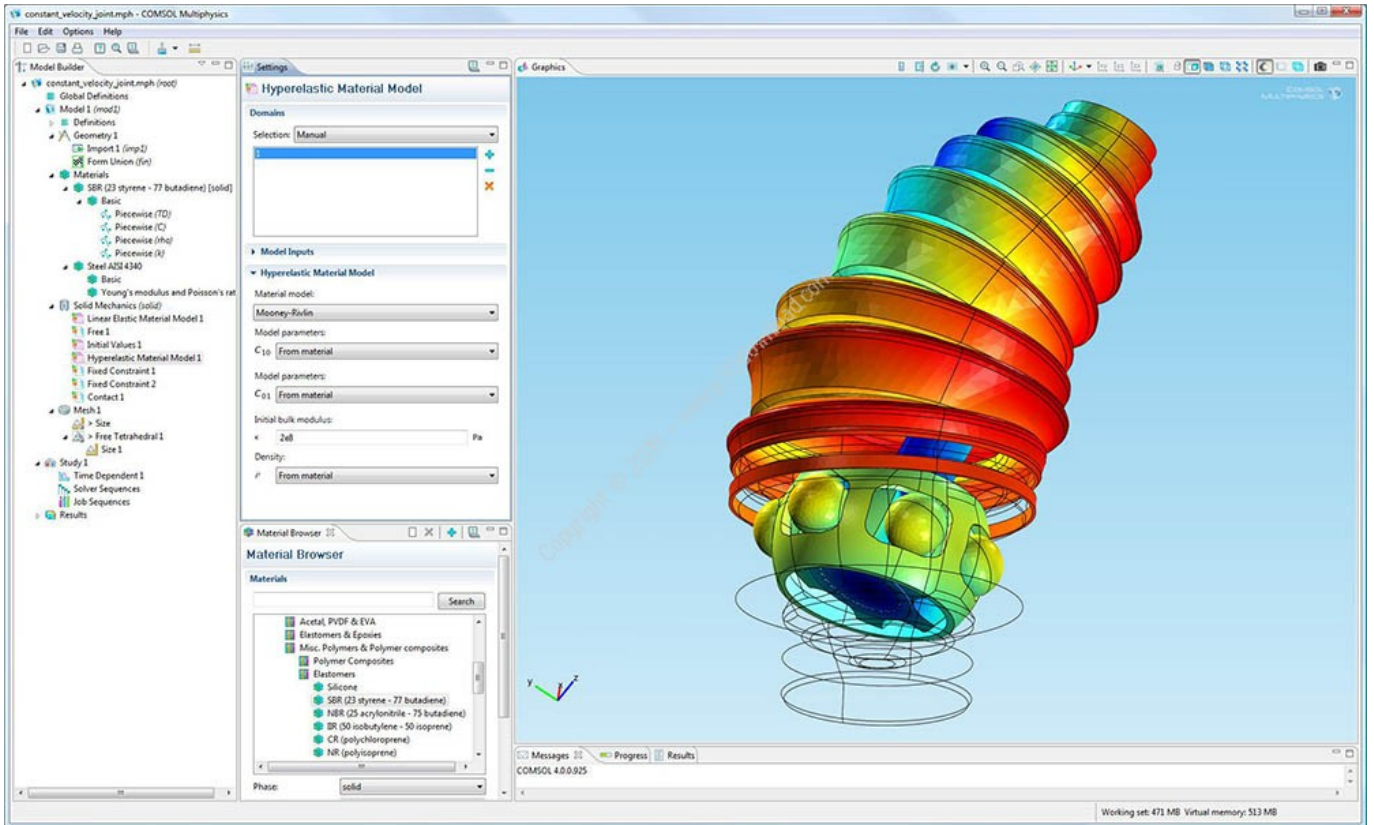 constant_velocity_joint.mph - COMSOL Multiphysics
File Edit Options Help
Model Builder
constant_velocity_joint.mph (root)
Global Definitions
Model 1 (mod1)
Definitions
Geometry 1
Import 1 (imp1)
Form Union (fin)
Materials
SBR (23 styrene - 77 butadiene) [solid]
Basic
Piecewise (TD)
Piecewise (C)
Piecewise (rho)
Piecewise (k)
Steel AISI 4340
Basic
Young's modulus and Poisson's rat
Solid Mechanics (solid)
Linear Elastic Material Model 1
Free 1
Initial Values 1
Hyperelastic Material Model 1
Fixed Constraint 1
Fixed Constraint 2
Contact 1
Mesh 1
> Size
> Free Tetrahedral 1
Size 1
Study 1
Time Dependent 1
Solver Sequences
Job Sequences
Results
Settings
Hyperelastic Material Model
Domains
Selection: Manual
1
Model Inputs
Hyperelastic Material Model
Material model:
Mooney-Rivlin
Model parameters:
C10 From material
Model parameters:
C01 From material
Initial bulk modulus:
κ 2e8 Pa
Density:
ρ From material
Material Browser
Material Browser
Materials
Search
Acetal, PVDF & EVA
Elastomers & Epoxies
Misc. Polymers & Polymer composites
Polymer Composites
Elastomers
Silicone
SBR (23 styrene - 77 butadiene)
NBR (25 acrylonitrile - 75 butadiene)
IIR (50 isobutylene - 50 isoprene)
CR (polychloroprene)
NR (polyisoprene)
Phase: solid
Graphics
COMSOL
MULTIPHYSICS
y x z
Messages Progress Results
COMSOL 4.0.0.925
Working set: 471 MB Virtual memory: 513 MB